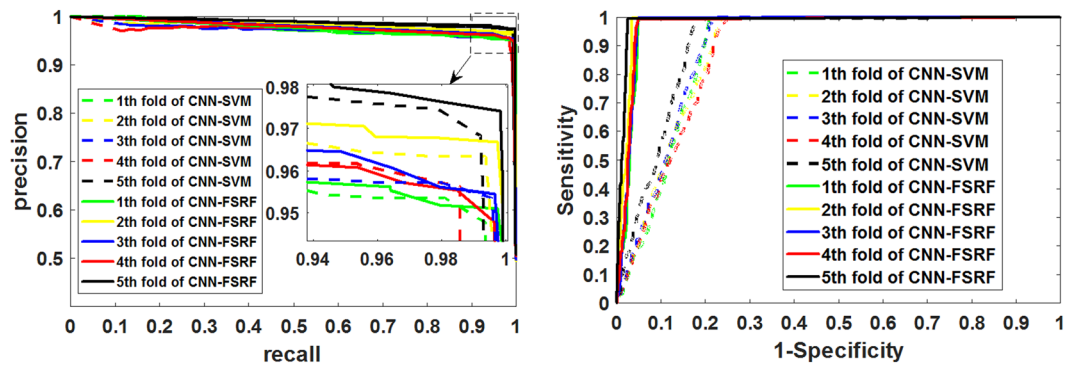 1
0.9
0.8
0.7
0.6
0.5
precision
0 0.1 0.2 0.3 0.4 0.5 0.6 0.7 0.8 0.9 1
recall
1th fold of CNN-SVM
2th fold of CNN-SVM
3th fold of CNN-SVM
4th fold of CNN-SVM
5th fold of CNN-SVM
1th fold of CNN-FSRF
2th fold of CNN-FSRF
3th fold of CNN-FSRF
4th fold of CNN-FSRF
5th fold of CNN-FSRF
0.98
0.97
0.96
0.95
0.94 0.96 0.98 1
1
0.9
0.8
0.7
0.6
0.5
0.4
0.3
0.2
0.1
0
Sensitivity
0 0.1 0.2 0.3 0.4 0.5 0.6 0.7 0.8 0.9 1
1-Specificity
1th fold of CNN-SVM
2th fold of CNN-SVM
3th fold of CNN-SVM
4th fold of CNN-SVM
5th fold of CNN-SVM
1th fold of CNN-FSRF
2th fold of CNN-FSRF
3th fold of CNN-FSRF
4th fold of CNN-FSRF
5th fold of CNN-FSRF